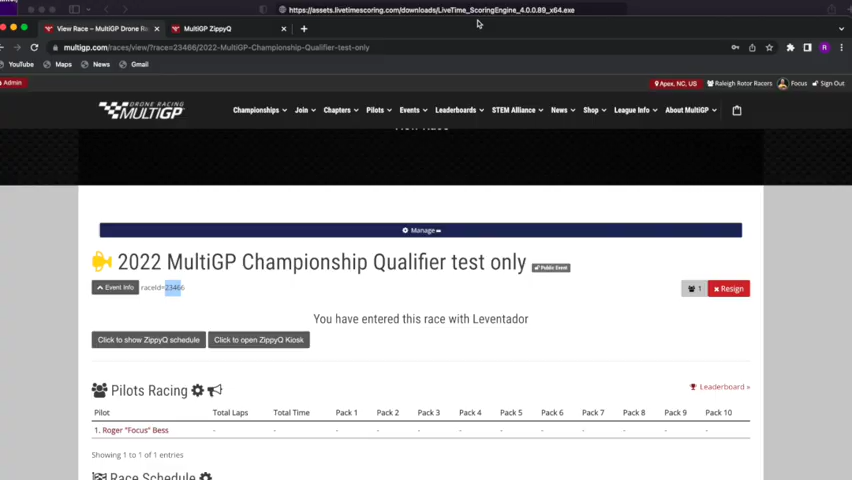 https://assets.livetimescoring.com/downloads/LiveTime_ScoringEngine_4.0.0.89_x64.exe
View Race – MultiGP Drone Ra
MultiGP ZippyQ
multigp.com/races/view/?race=23466/2022-MultiGP-Championship-Qualifier-test-only
YouTube Maps News Gmail
Admin
Apex, NC, US Raleigh Rotor Racers Focus Sign Out
DRONE RACING
MULTIGP
Championships Join Chapters Pilots Events Leaderboards STEM Alliance News Shop League Info About MultiGP
Manage
2022 MultiGP Championship Qualifier test only Public Event
Event Info raceId=23466
1 Resign
You have entered this race with Leventador
Click to show ZippyQ schedule Click to open ZippyQ Kiosk
Pilots Racing
Leaderboard »
Pilot Total Laps Total Time Pack 1 Pack 2 Pack 3 Pack 4 Pack 5 Pack 6 Pack 7 Pack 8 Pack 9 Pack 10
1. Roger "Focus" Bess - - - - - - - - - - - -
Showing 1 to 1 of 1 entries
Race Schedule